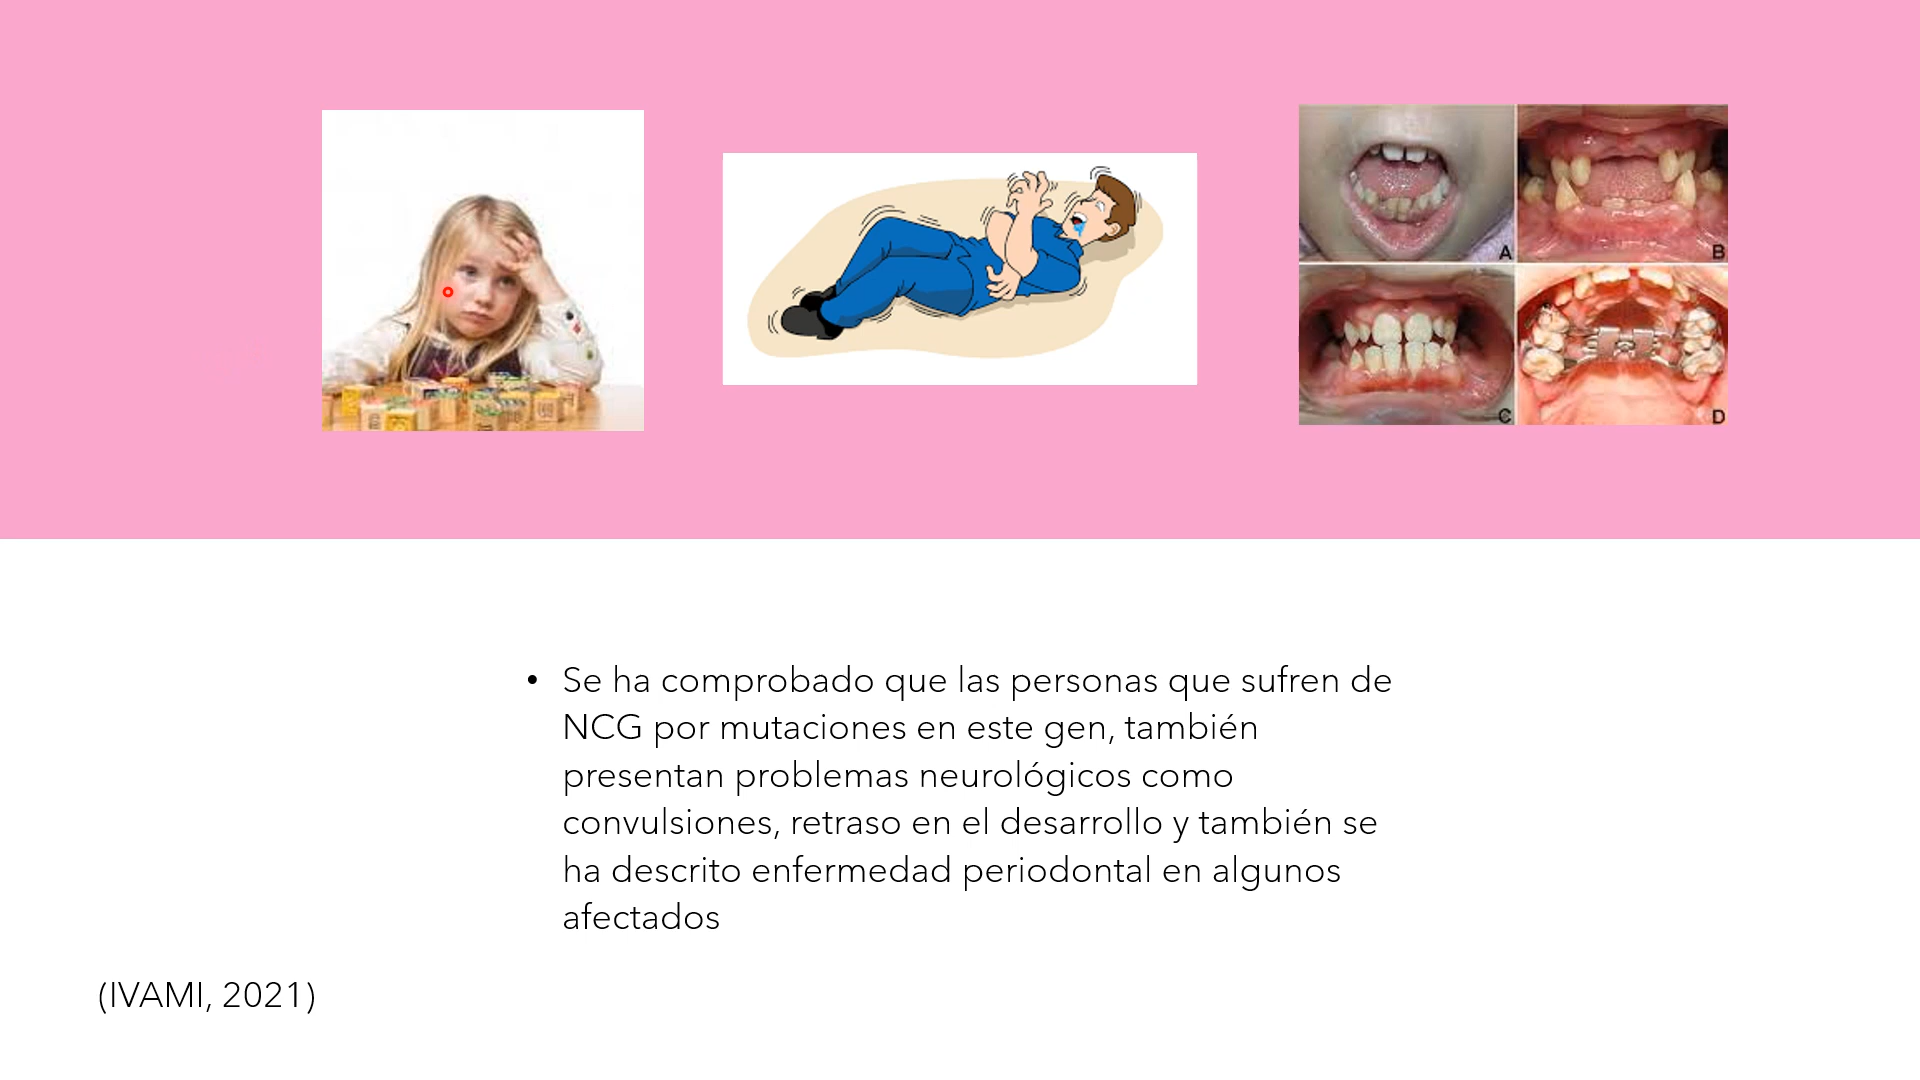 A
B
C
D
• Se ha comprobado que las personas que sufren de
NCG por mutaciones en este gen, también
presentan problemas neurológicos como
convulsiones, retraso en el desarrollo y también se
ha descrito enfermedad periodontal en algunos
afectados
(IVAMI, 2021)